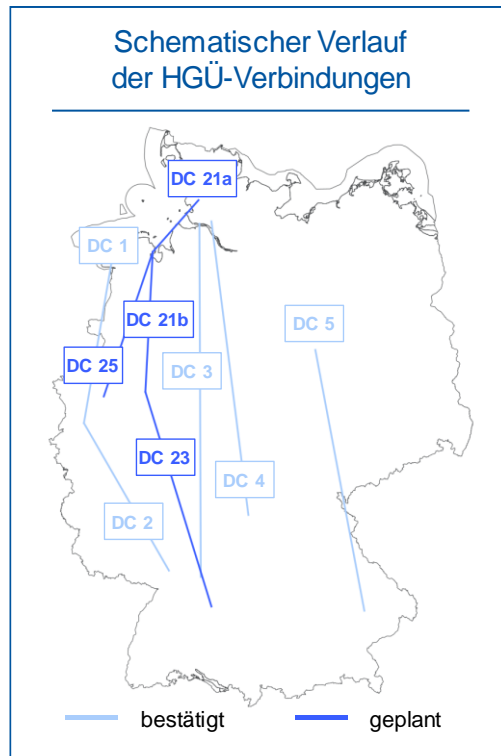 Schematischer Verlauf
der HGÜ-Verbindungen
DC 21a
DC 1
DC 21b
DC 5
DC 25
DC 3
DC 23
DC 4
DC 2
bestätigt
geplant